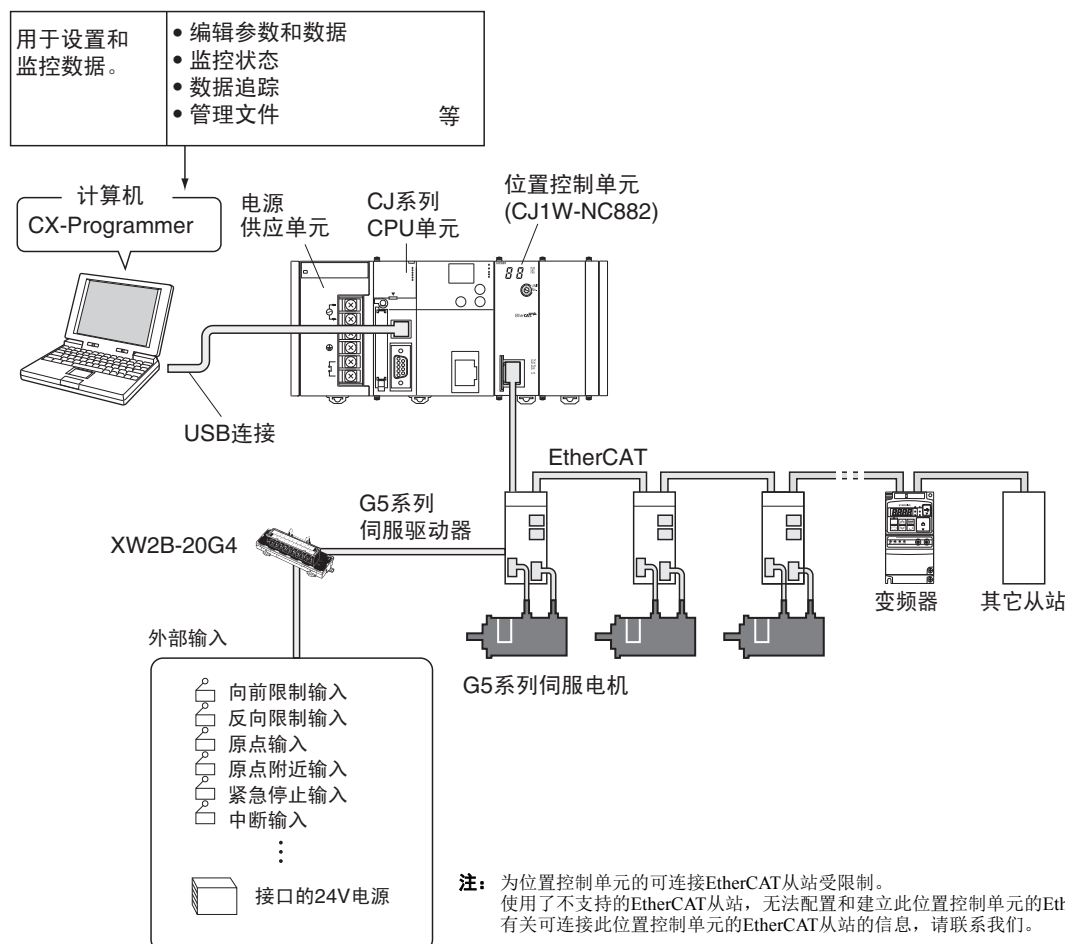 用于设置和
监控数据。
• 编辑参数和数据
• 监控状态
• 数据追踪
• 管理文件 等
计算机
CX-Programmer
电源
供应单元
CJ系列
CPU单元
位置控制单元
(CJ1W-NC882)
USB连接
EtherCAT
G5系列
伺服驱动器
XW2B-20G4
变频器
其它从站
外部输入
G5系列伺服电机
向前限制输入
反向限制输入
原点输入
原点附近输入
紧急停止输入
中断输入
接口的24V电源
注: 为位置控制单元的可连接EtherCAT从站受限制。
使用了不支持的EtherCAT从站，无法配置和建立此位置控制单元的Eth
有关可连接此位置控制单元的EtherCAT从站的信息，请联系我们。